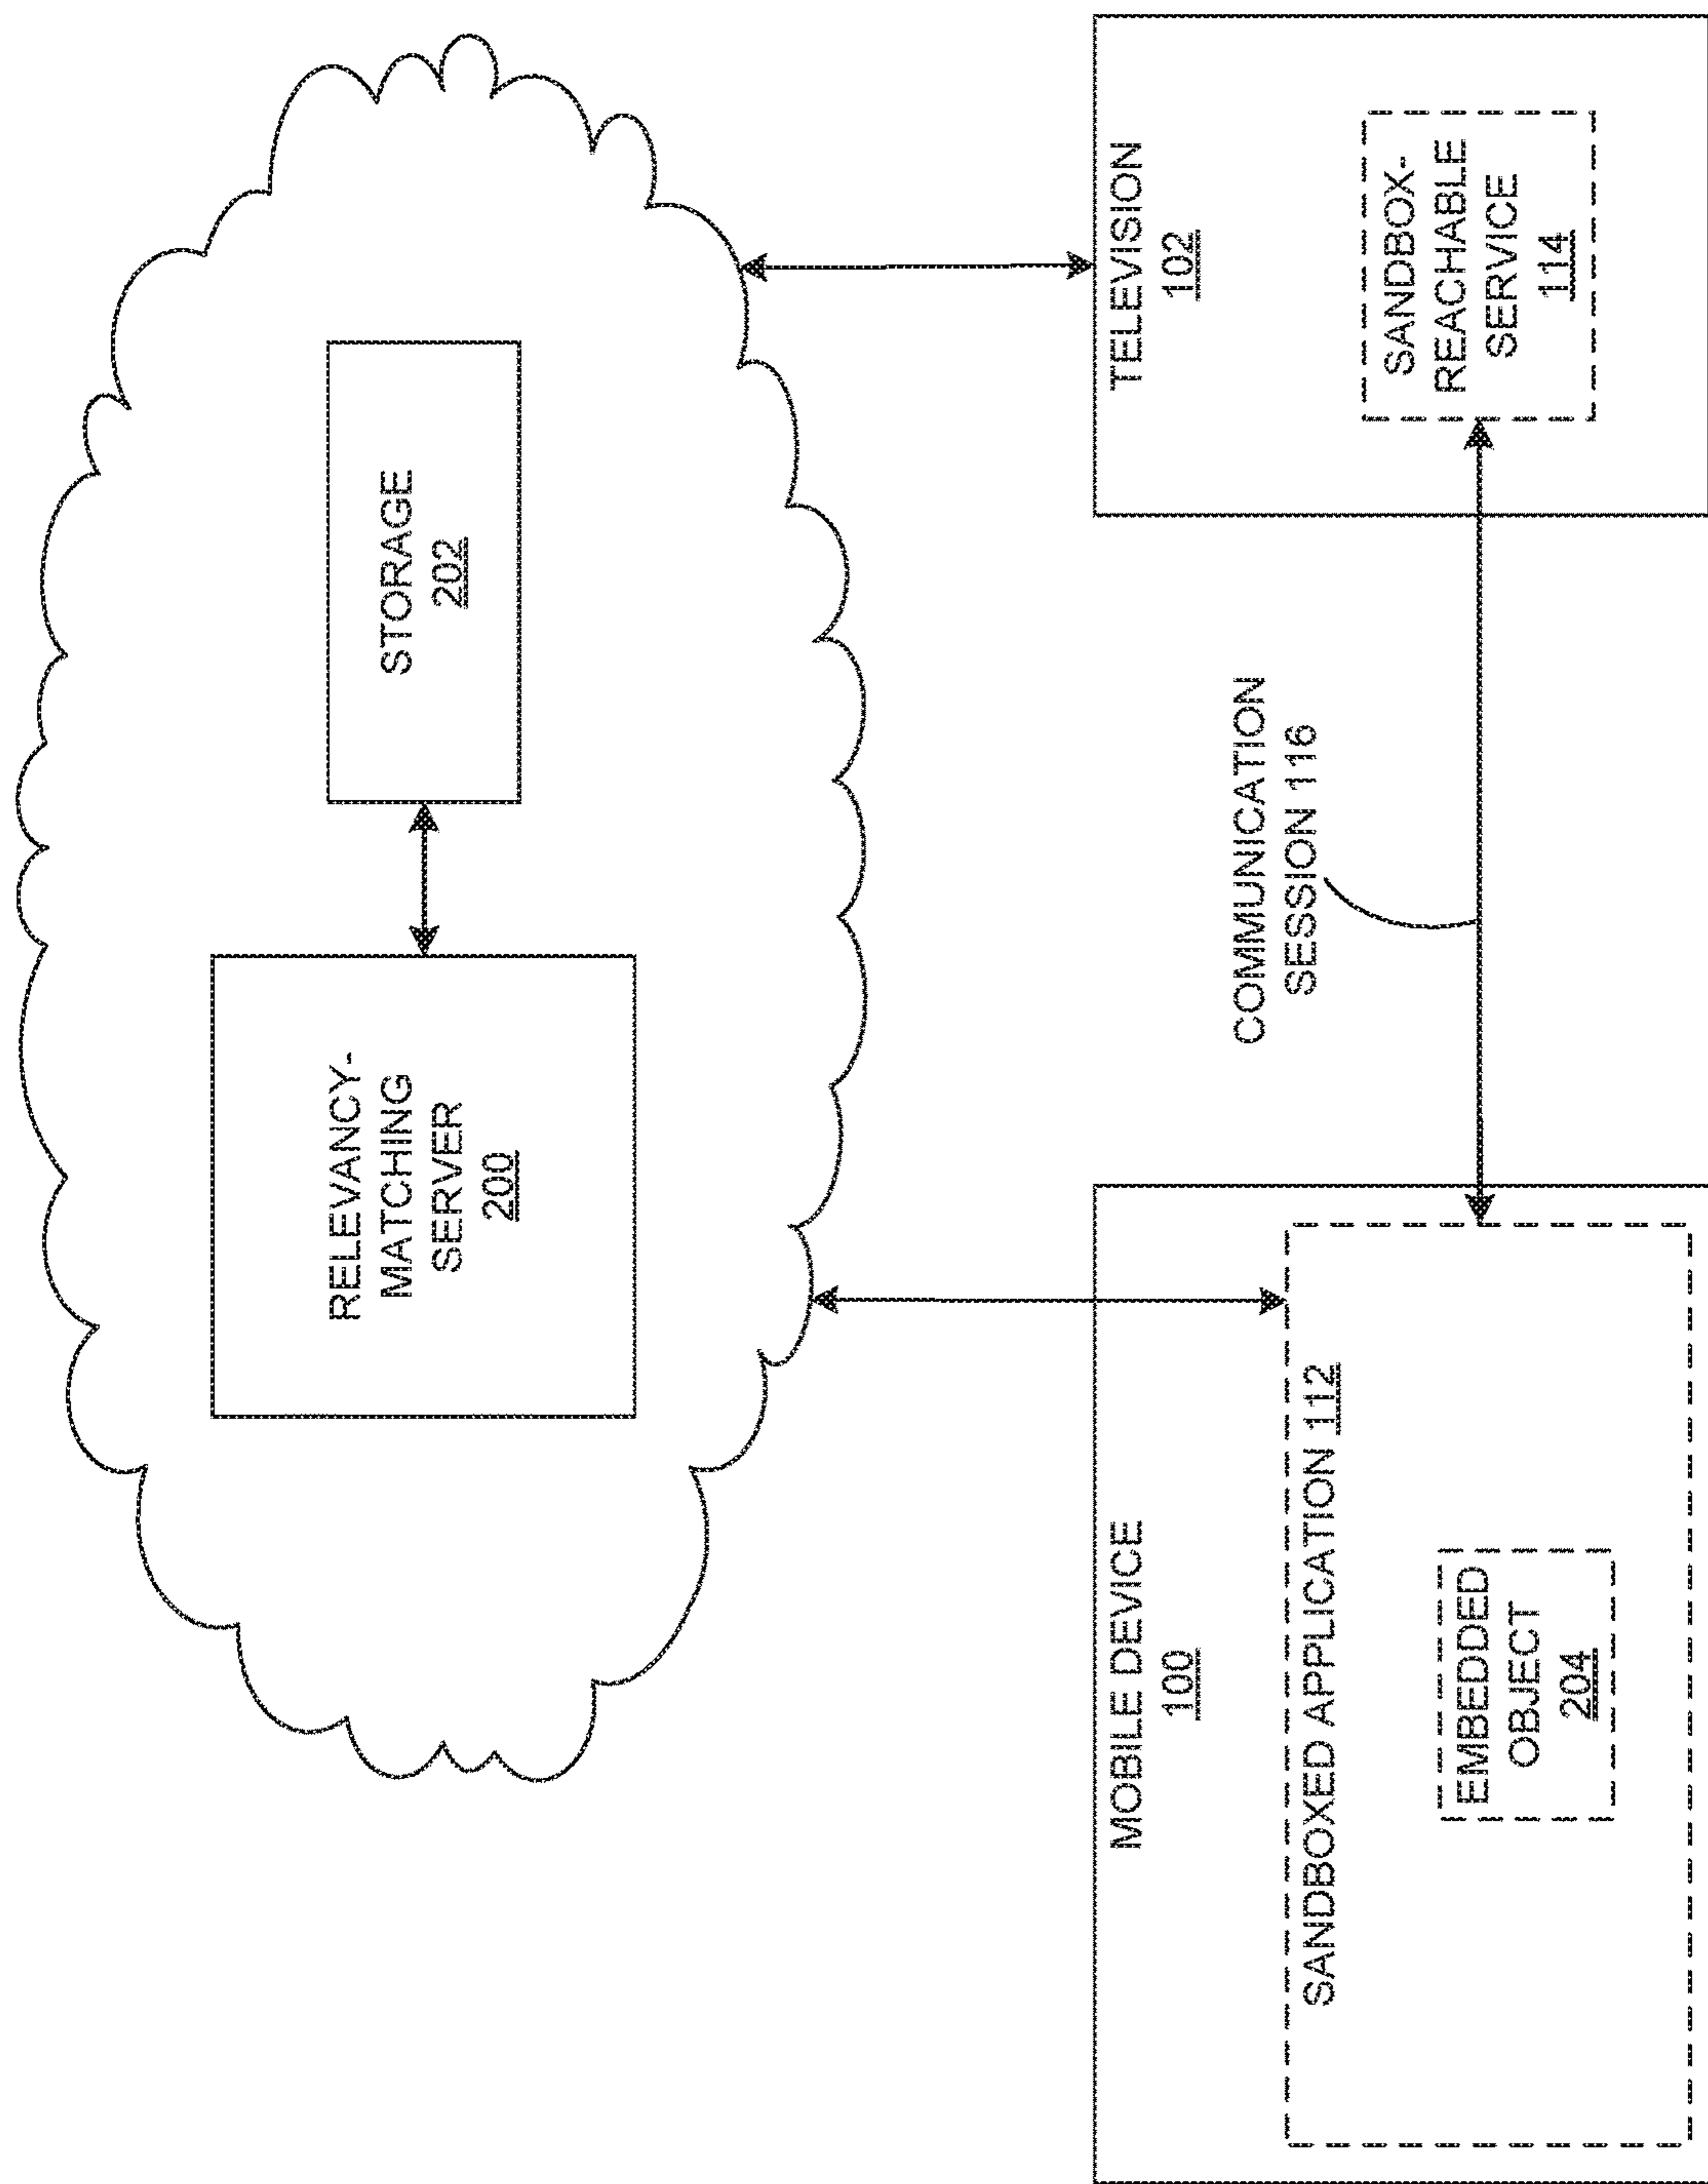 RELEVANCY-
MATCHING
SERVER
200
STORAGE
202
MOBILE DEVICE
100
SANDBOXED APPLICATION 112
EMBEDDED
OBJECT
204
COMMUNICATION
SESSION 116
TELEVISION
102
SANDBOX-
REACHABLE
SERVICE
114